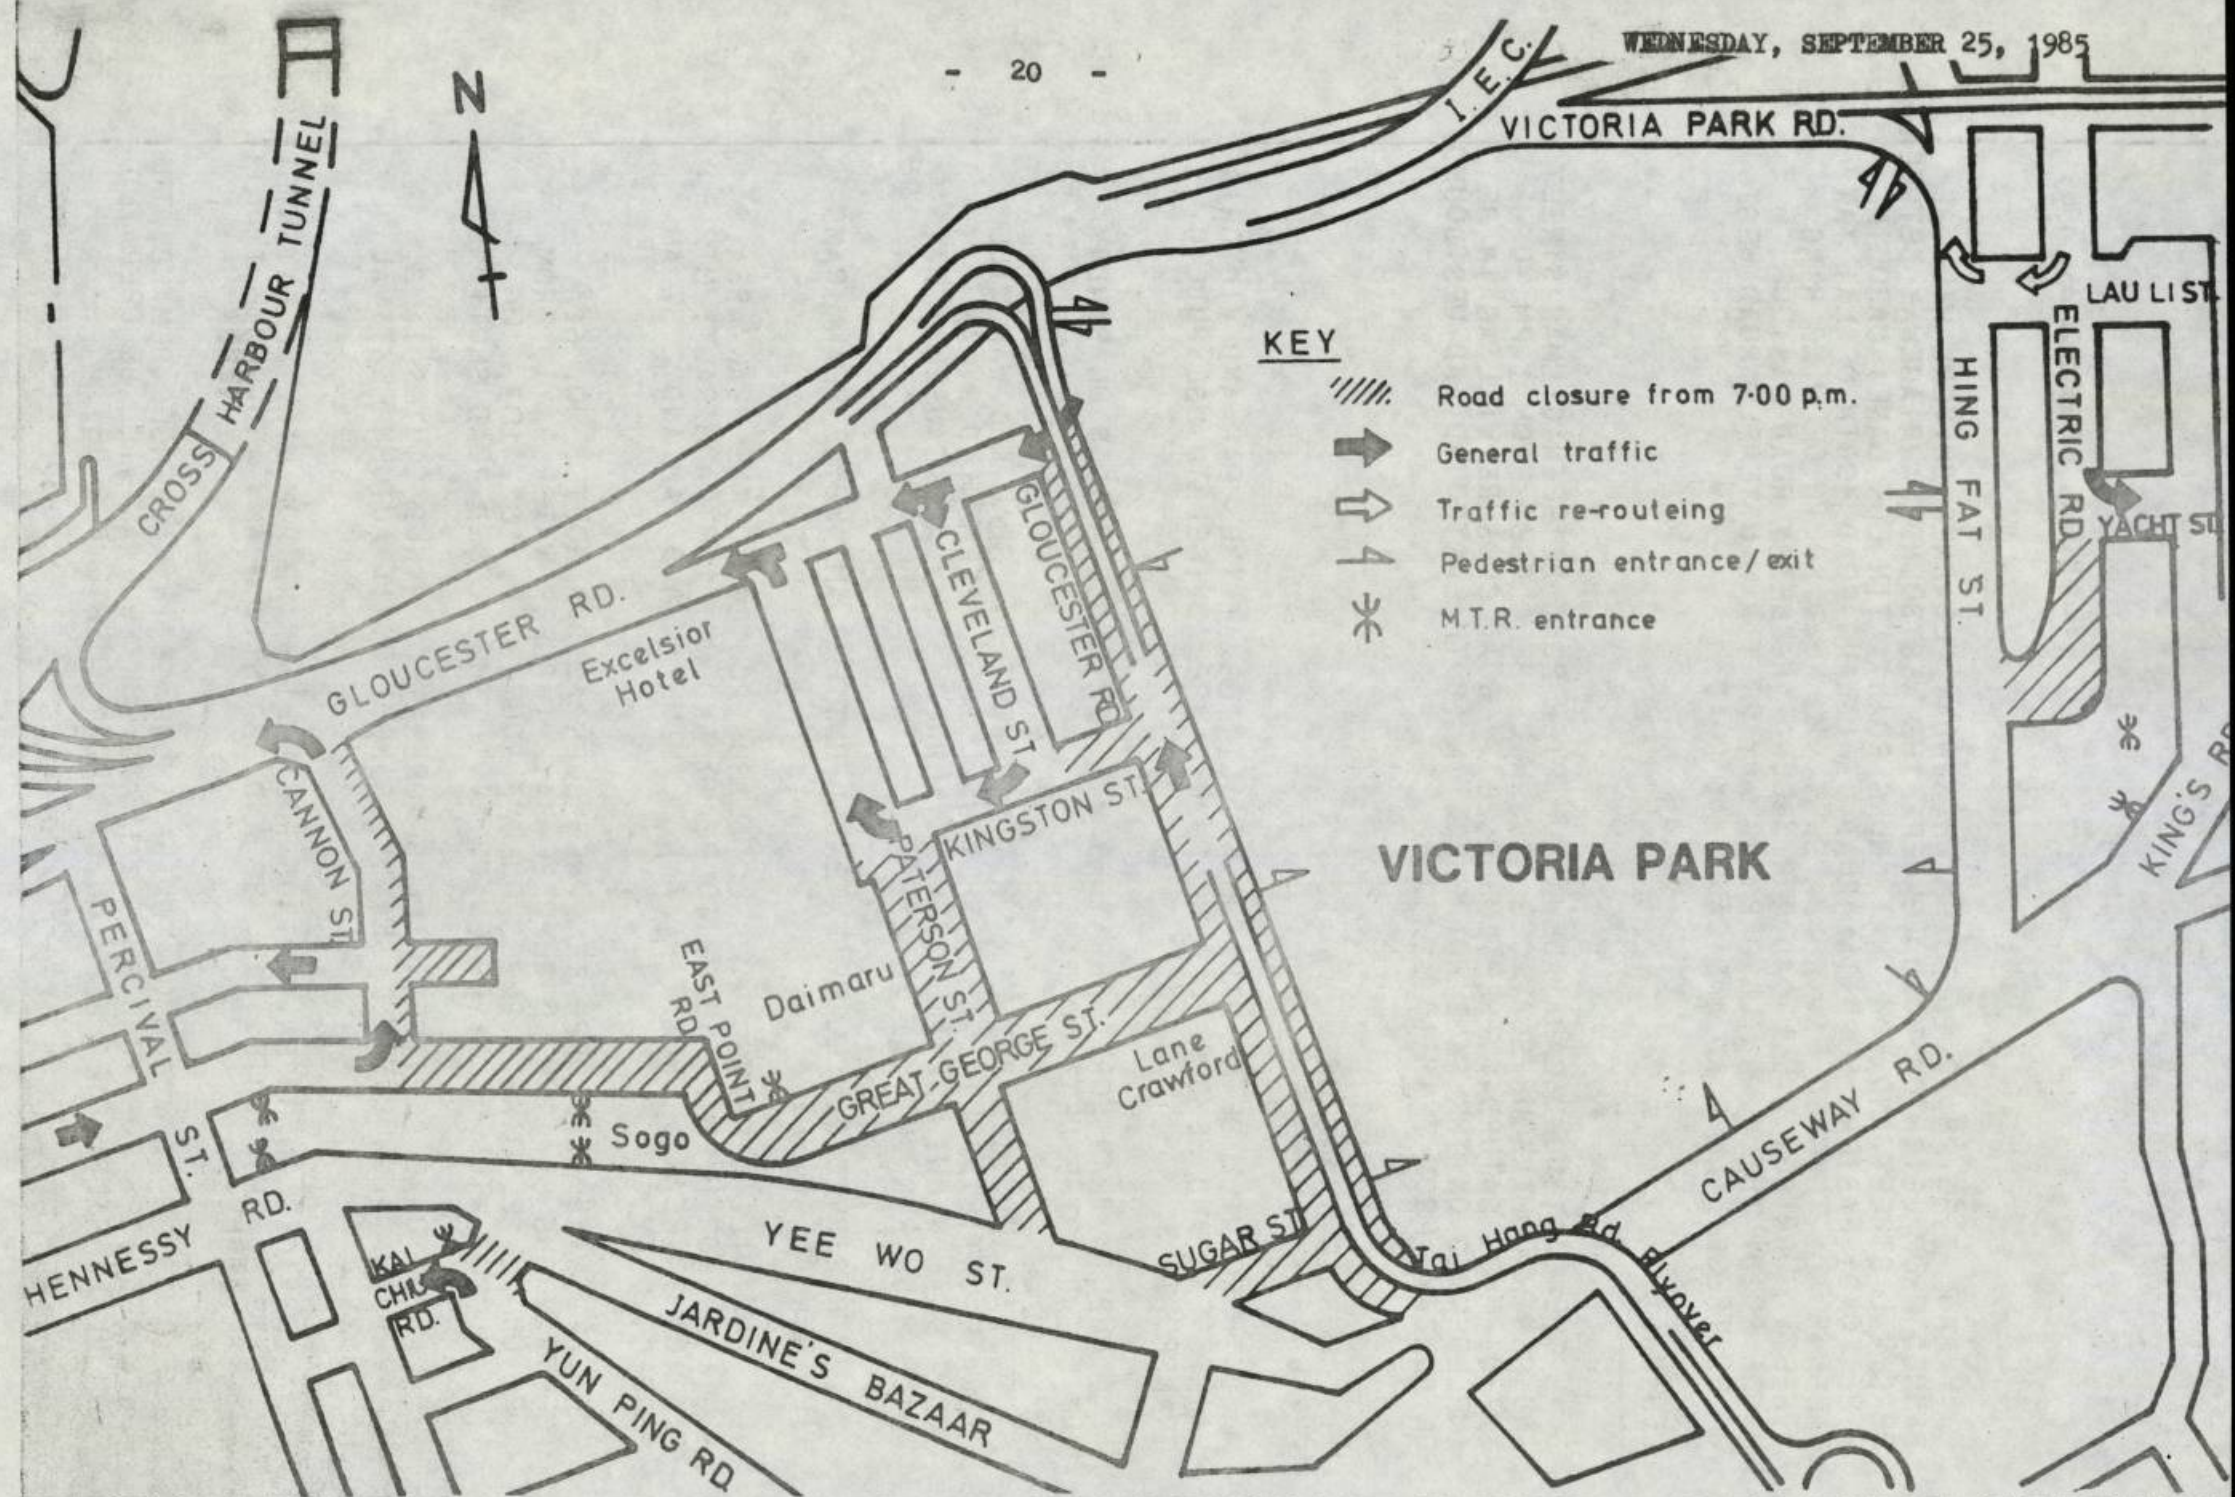 WEDNESDAY, SEPTEMBER 25, 1985
- 20 -
N
I.E.C.
VICTORIA PARK RD.
CROSS HARBOUR TUNNEL
LAU LI ST.
ELECTRIC RD.
HING FAT ST.
YACHT ST.
KING'S RD
KEY
Road closure from 7·00 p.m.
General traffic
Traffic re-routeing
Pedestrian entrance/exit
M.T.R. entrance
GLOUCESTER RD.
Excelsior
Hotel
GLOUCESTER RD.
CLEVELAND ST.
KINGSTON ST.
CANNON ST.
PATERSON ST.
VICTORIA PARK
PERCIVAL ST.
EAST POINT
RD.
Daimaru
GREAT GEORGE ST.
Lane
Crawford
Sogo
HENNESSY RD.
YEE WO ST.
SUGAR ST.
CAUSEWAY RD.
Tai Hang Rd. Flyover
KAI
CHIU
RD.
JARDINE'S BAZAAR
YUN PING RD.